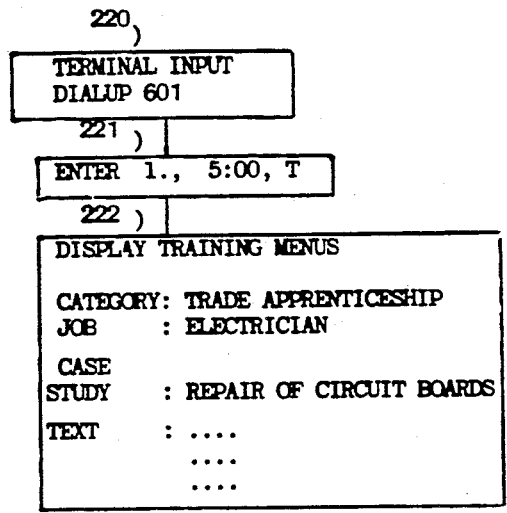 220
)
TERMINAL INPUT
DIALUP 601
221 )
ENTER 1., 5:00, T
222 )
DISPLAY TRAINING MENUS
CATEGORY: TRADE APPRENTICESHIP
JOB : ELECTRICIAN
CASE
STUDY : REPAIR OF CIRCUIT BOARDS
TEXT : ....
....
....